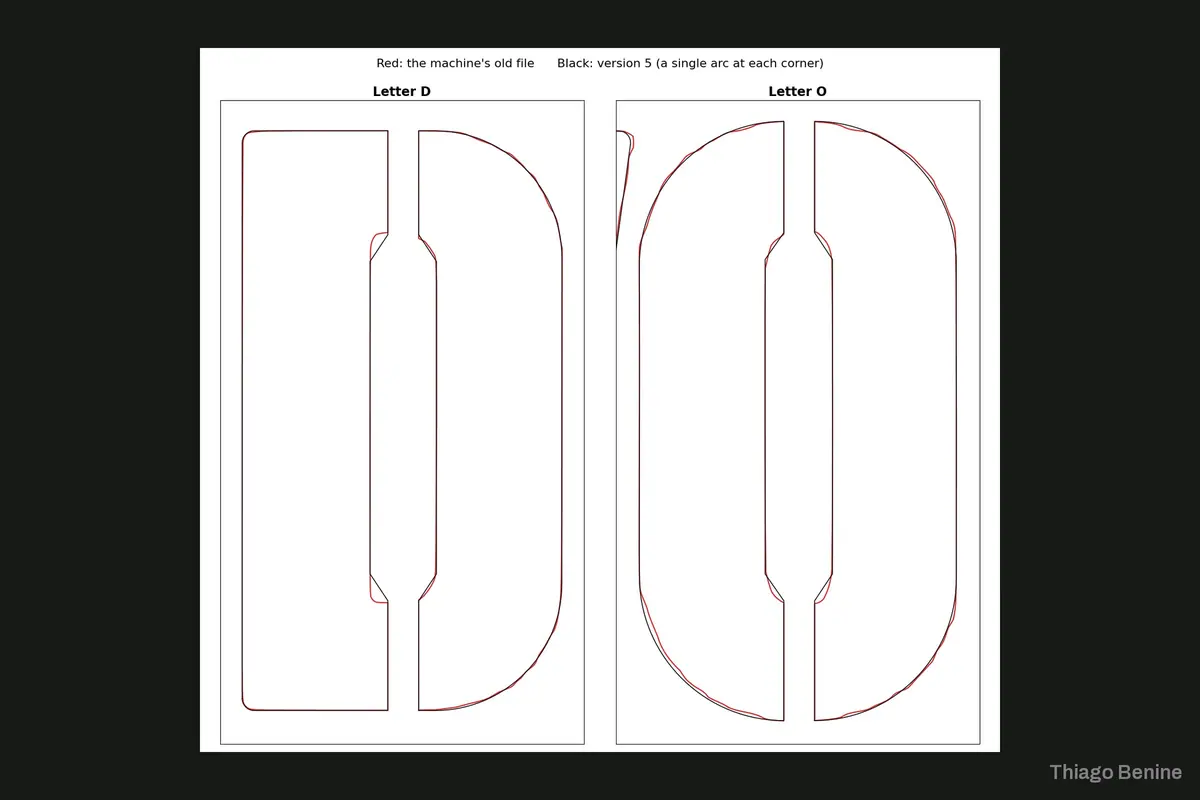 Red: the machine's old file Black: version 5 (a single arc at each corner)
Letter D
Letter O
Thiago Benine